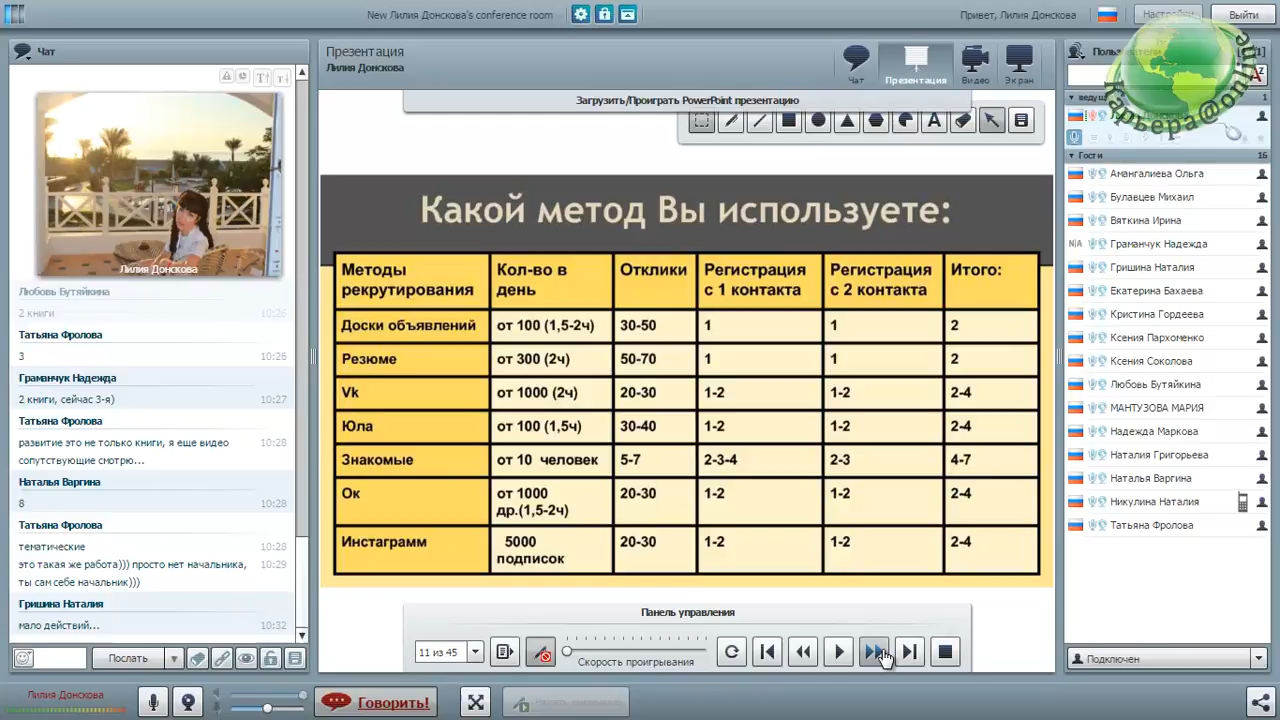 New Лилия Донскова's conference room
Привет, Лилия Донскова
Настройки
Выйти
Чат
Лилия Донскова
Любовь Бутяйкина
2 книги 10:26
Татьяна Фролова
3 10:26
Граманчук Надежда
2 книги, сейчас 3-я) 10:27
Татьяна Фролова
развитие это не только книги, я еще видео 10:28
сопутствующие смотрю...
Наталья Варгина
8 10:28
Татьяна Фролова
тематические 10:28
это такая же работа))) просто нет начальника, 10:29
ты сам себе начальник)))
Гришина Наталия
мало действий... 10:32
Послать
Презентация
Лилия Донскова
Чат
Презентация
Видео
Экран
Загрузить/Проиграть PowerPoint презентацию
Какой метод Вы используете:
Методы рекрутирования Кол-во в день Отклики Регистрация с 1 контакта Регистрация с 2 контакта Итого:
Доски объявлений от 100 (1,5-2ч) 30-50 1 1 2
Резюме от 300 (2ч) 50-70 1 1 2
Vk от 1000 (2ч) 20-30 1-2 1-2 2-4
Юла от 100 (1,5ч) 30-40 1-2 1-2 2-4
Знакомые от 10 человек 5-7 2-3-4 2-3 4-7
Ок от 1000 др.(1,5-2ч) 20-30 1-2 1-2 2-4
Инстаграмм 5000 подписок 20-30 1-2 1-2 2-4
Панель управления
11 из 45
Скорость проигрывания
карьера@online
Гости 16
Амангалиева Ольга
Булавцев Михаил
Вяткина Ирина
N|A Граманчук Надежда
Гришина Наталия
Екатерина Бахаева
Кристина Гордеева
Ксения Пархоменко
Ксения Соколова
Любовь Бутяйкина
МАНТУЗОВА МАРИЯ
Надежда Маркова
Наталия Григорьева
Наталья Варгина
Никулина Наталия
Татьяна Фролова
Подключен
Лилия Донскова
Говорить!